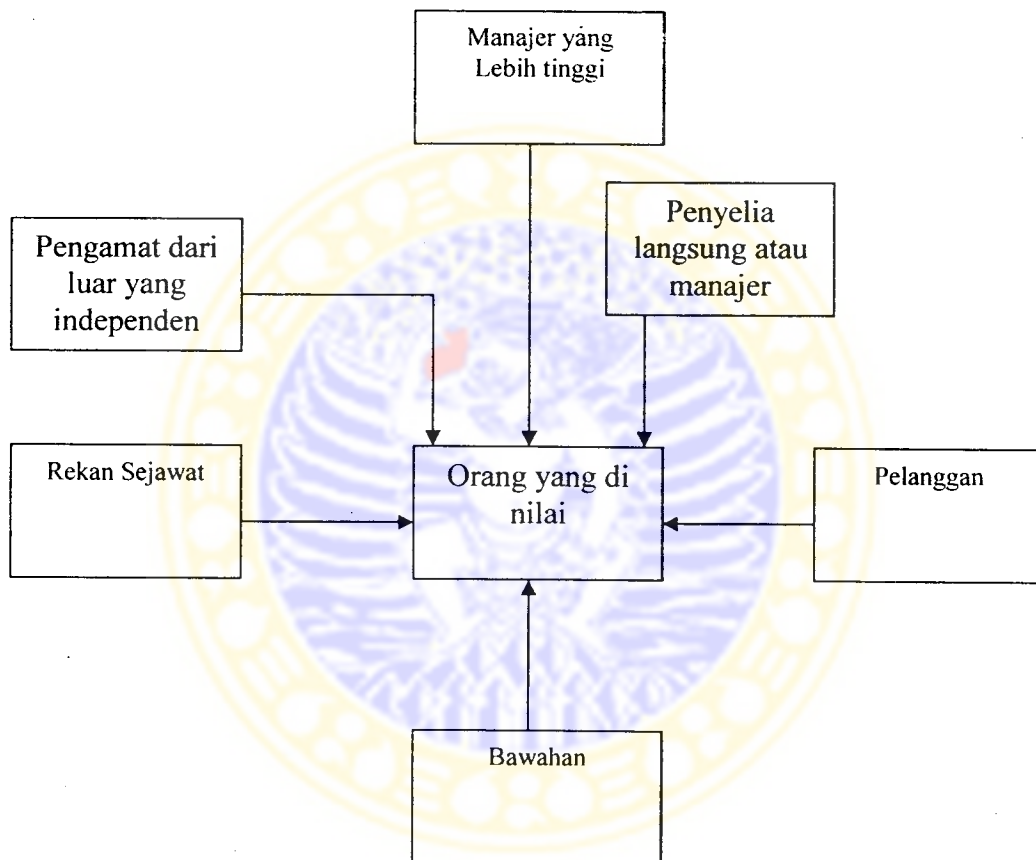 Manajer yang
Lebih tinggi
Penyelia
langsung atau
manajer
Pengamat dari
luar yang
independen
Rekan Sejawat
Orang yang di
nilai
Pelanggan
Bawahan